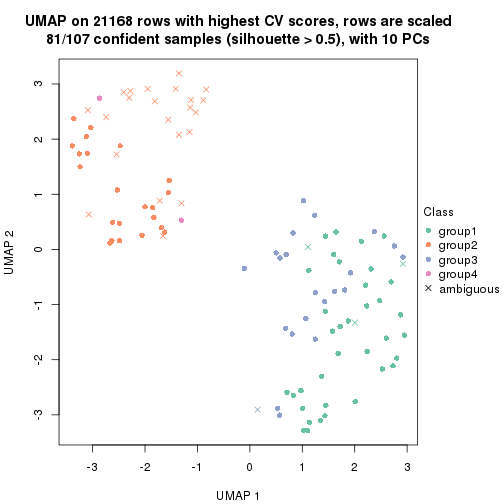 UMAP on 21168 rows with highest CV scores, rows are scaled
81/107 confident samples (silhouette > 0.5), with 10 PCs
3
2
1
0
-1
-2
-3
UMAP 2
-3 -2 -1 0 1 2 3
UMAP 1
Class
group1
group2
group3
group4
ambiguous